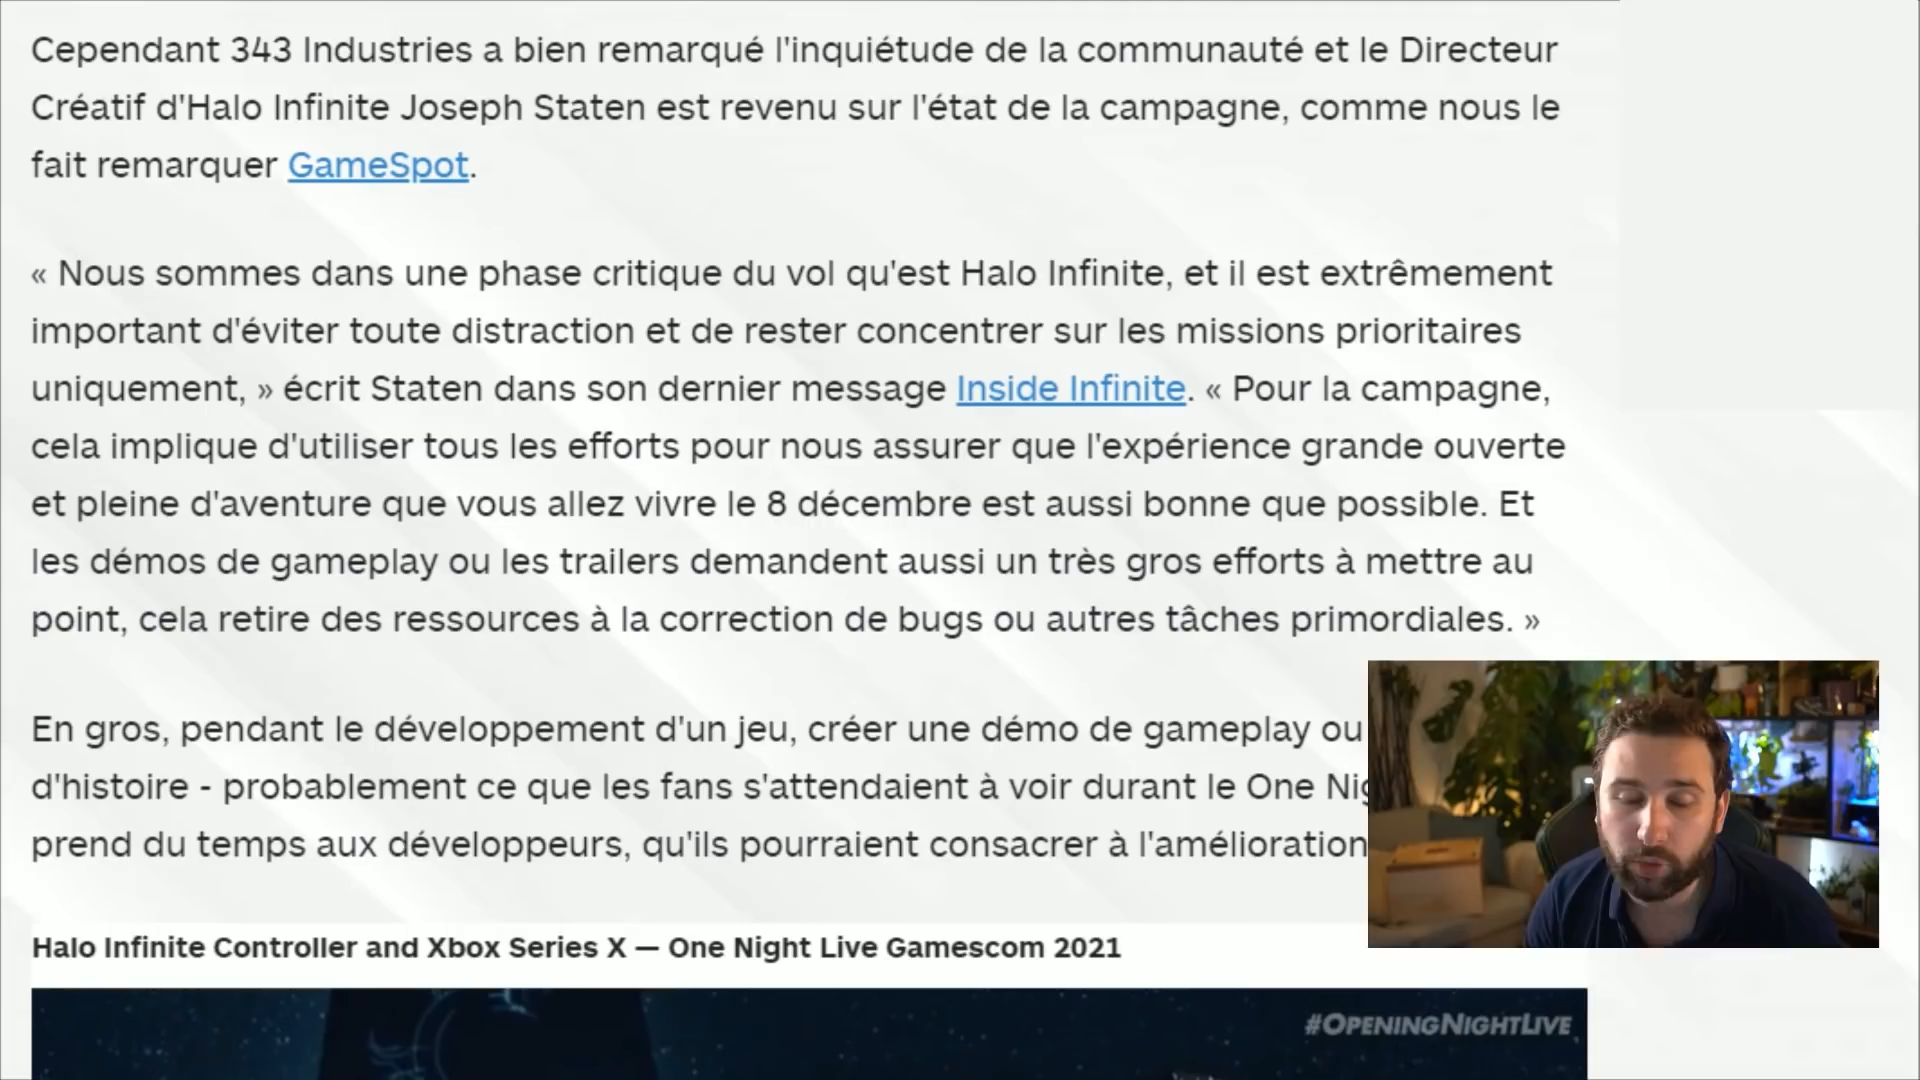 Cependant 343 Industries a bien remarqué l'inquiétude de la communauté et le Directeur
Créatif d'Halo Infinite Joseph Staten est revenu sur l'état de la campagne, comme nous le
fait remarquer GameSpot.
« Nous sommes dans une phase critique du vol qu'est Halo Infinite, et il est extrêmement
important d'éviter toute distraction et de rester concentrer sur les missions prioritaires
uniquement, » écrit Staten dans son dernier message Inside Infinite. « Pour la campagne,
cela implique d'utiliser tous les efforts pour nous assurer que l'expérience grande ouverte
et pleine d'aventure que vous allez vivre le 8 décembre est aussi bonne que possible. Et
les démos de gameplay ou les trailers demandent aussi un très gros efforts à mettre au
point, cela retire des ressources à la correction de bugs ou autres tâches primordiales. »
En gros, pendant le développement d'un jeu, créer une démo de gameplay ou
d'histoire - probablement ce que les fans s'attendaient à voir durant le One
prend du temps aux développeurs, qu'ils pourraient consacrer à l'amélioration
Halo Infinite Controller and Xbox Series X — One Night Live Gamescom 2021
#OPENINGNIGHTLIVE